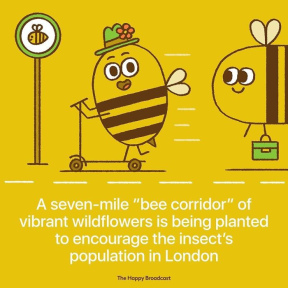 A seven-mile “bee corridor” of
vibrant wildflowers is being planted
to encourage the insect’s
population in London
The Happy Broadcast